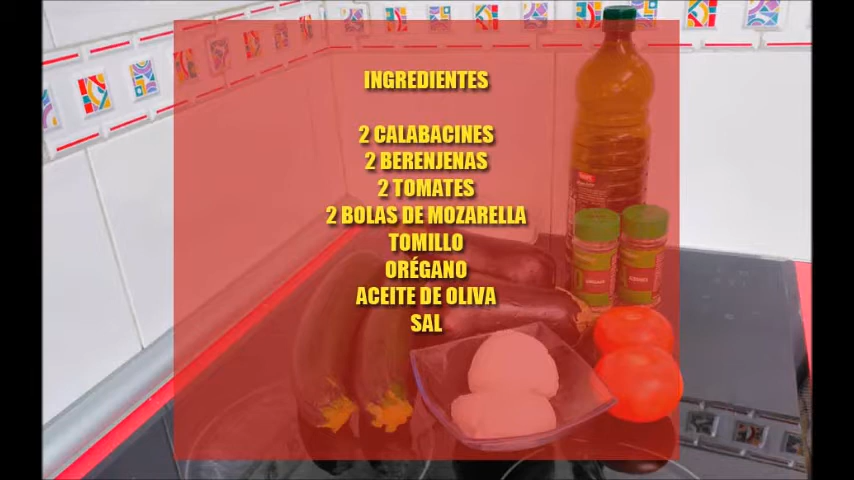 INGREDIENTES
2 CALABACINES
2 BERENJENAS
2 TOMATES
2 BOLAS DE MOZARELLA
TOMILLO
ORÉGANO
ACEITE DE OLIVA
SAL